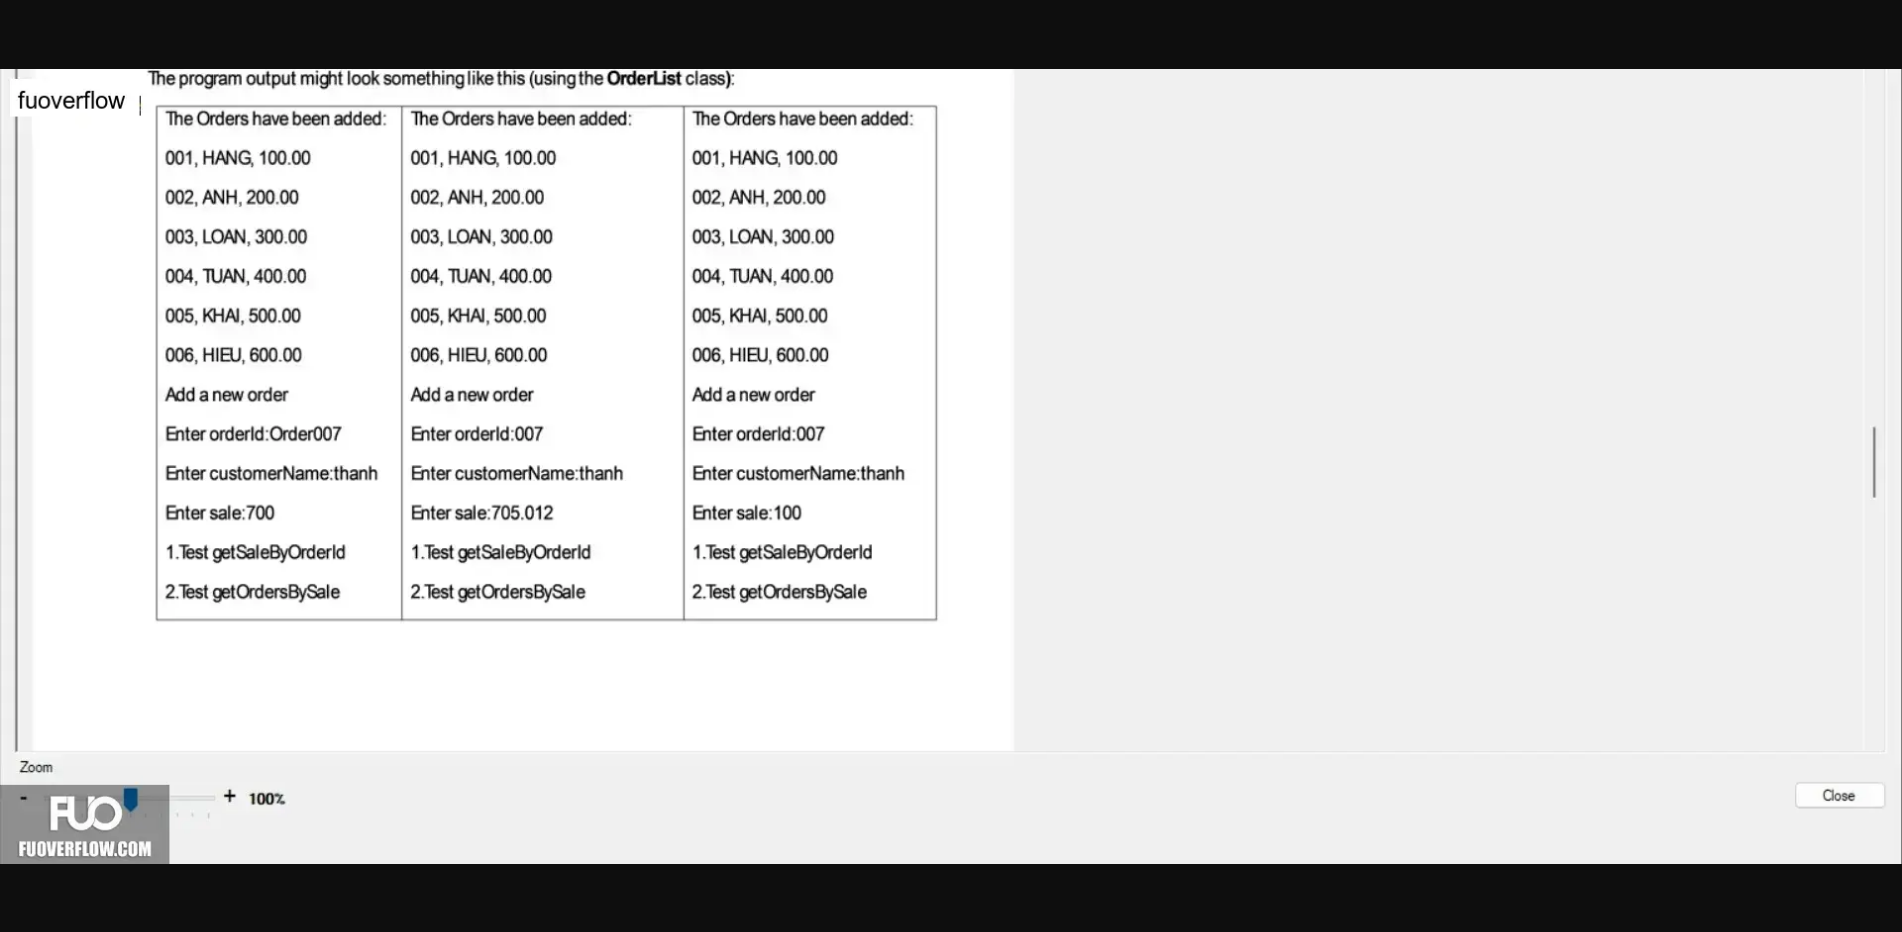 The program output might look something like this (using the OrderList class):
fuoverflow
The Orders have been added:
001, HANG, 100.00
002, ANH, 200.00
003, LOAN, 300.00
004, TUAN, 400.00
005, KHAI, 500.00
006, HIEU, 600.00
Add a new order
Enter orderId:Order007
Enter customerName:thanh
Enter sale:700
1.Test getSaleByOrderId
2.Test getOrdersBySale
The Orders have been added:
001, HANG, 100.00
002, ANH, 200.00
003, LOAN, 300.00
004, TUAN, 400.00
005, KHAI, 500.00
006, HIEU, 600.00
Add a new order
Enter orderId:007
Enter customerName:thanh
Enter sale:705.012
1.Test getSaleByOrderId
2.Test getOrdersBySale
The Orders have been added:
001, HANG, 100.00
002, ANH, 200.00
003, LOAN, 300.00
004, TUAN, 400.00
005, KHAI, 500.00
006, HIEU, 600.00
Add a new order
Enter orderId:007
Enter customerName:thanh
Enter sale:100
1.Test getSaleByOrderId
2.Test getOrdersBySale
Zoom
- + 100%
Close
FUO
FUOVERFLOW.COM